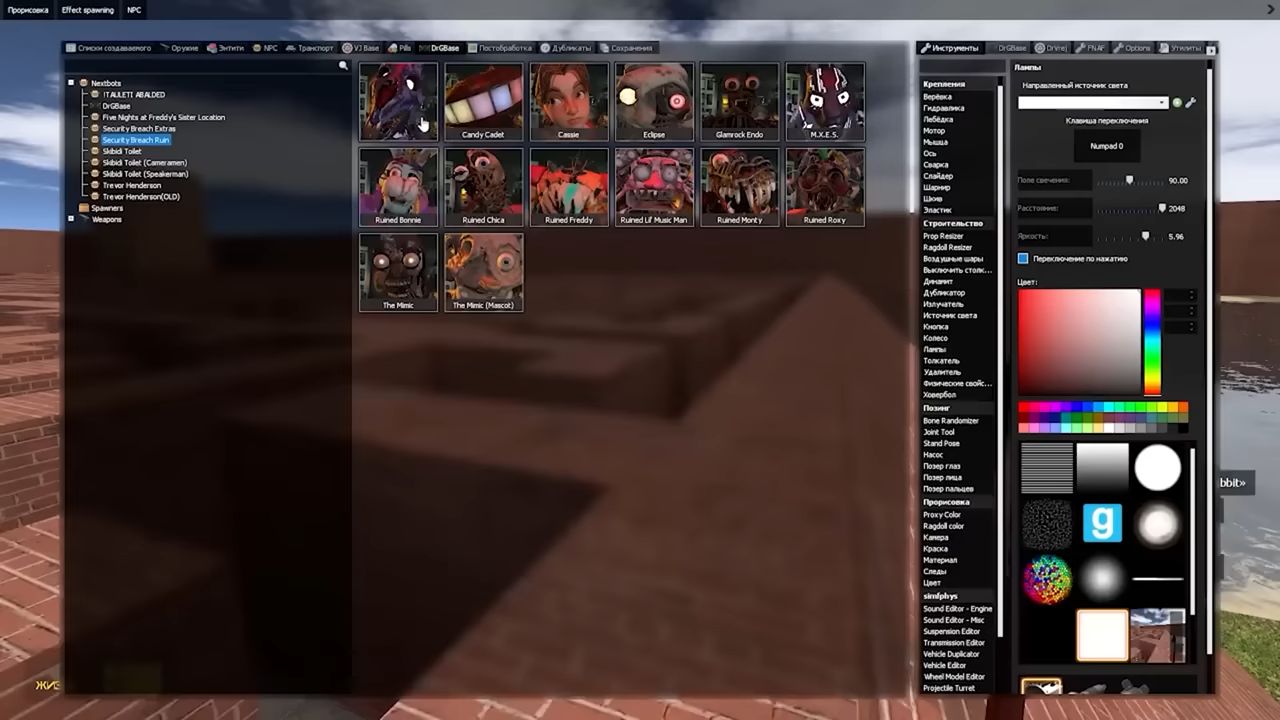 Прорисовка
Effect spawning
NPC
Списки создаваемого
Оружие
Энтити
NPC
Транспорт
VJ Base
Pills
DrGBase
Постобработка
Дубликаты
Сохранения
Nextbots
DrGBase
Five Nights at Freddy's Sister Location
Security Breach Extras
Security Breach Ruin
Skibidi Toilet
Skibidi Toilet (Cameramen)
Skibidi Toilet (Speakerman)
Trevor Henderson
Trevor Henderson(OLD)
Spawners
Weapons
Candy Cadet
Cassie
Eclipse
Glamrock Endo
M.X.E.S.
Ruined Bonnie
Ruined Chica
Ruined Freddy
Ruined Lil' Music Man
Ruined Monty
Ruined Roxy
The Mimic
The Mimic (Mascot)
Инструменты
DrGBase
DrVrej
FNAF
Options
Утилиты
Крепления
Верёвка
Гидравлика
Лебёдка
Мотор
Мышца
Ось
Сварка
Слайдер
Шарнир
Шкив
Эластик
Строительство
Prop Resizer
Ragdoll Resizer
Воздушные шары
Выключить столк...
Динамит
Дубликатор
Излучатель
Источник света
Кнопка
Колесо
Лампы
Толкатель
Удалитель
Физические свойс...
Ховербол
Позинг
Bone Randomizer
Joint Tool
Stand Pose
Насос
Позер глаз
Позер лица
Позер пальцев
Прорисовка
Proxy Color
Ragdoll color
Камера
Краска
Материал
Следы
Цвет
simfphys
Sound Editor - Engine
Sound Editor - Misc
Suspension Editor
Transmission Editor
Vehicle Duplicator
Vehicle Editor
Wheel Model Editor
Projectile Turret
Лампы
Направленный источник света
Клавиша переключения
Numpad 0
Поле свечения: 90.00
Расстояние: 2048
Яркость: 5.96
Переключение по нажатию
Цвет:
g
bbit»